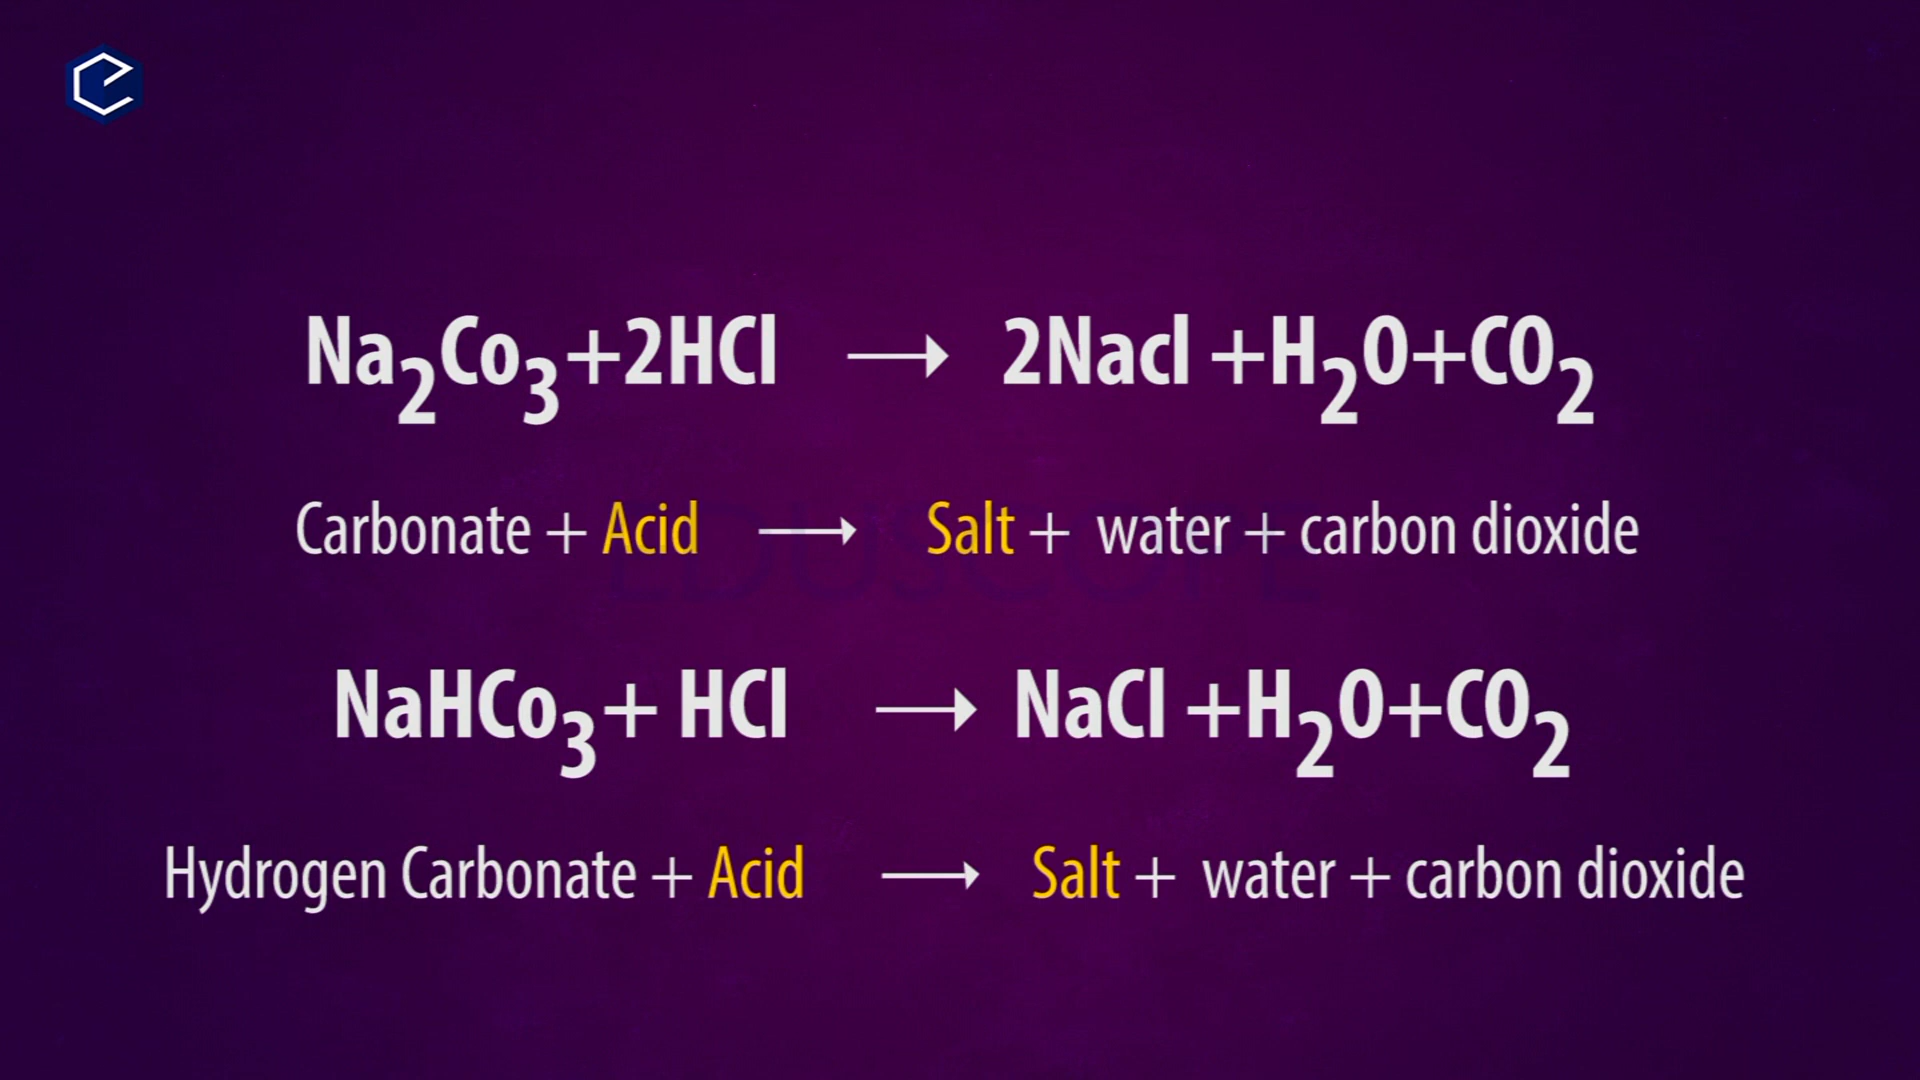 Na₂Co₃+2HCl → 2Nacl +H₂O+CO₂
Carbonate + Acid → Salt + water + carbon dioxide
EDUSCOPE
NaHCo₃+ HCl → NaCl +H₂O+CO₂
Hydrogen Carbonate + Acid → Salt + water + carbon dioxide